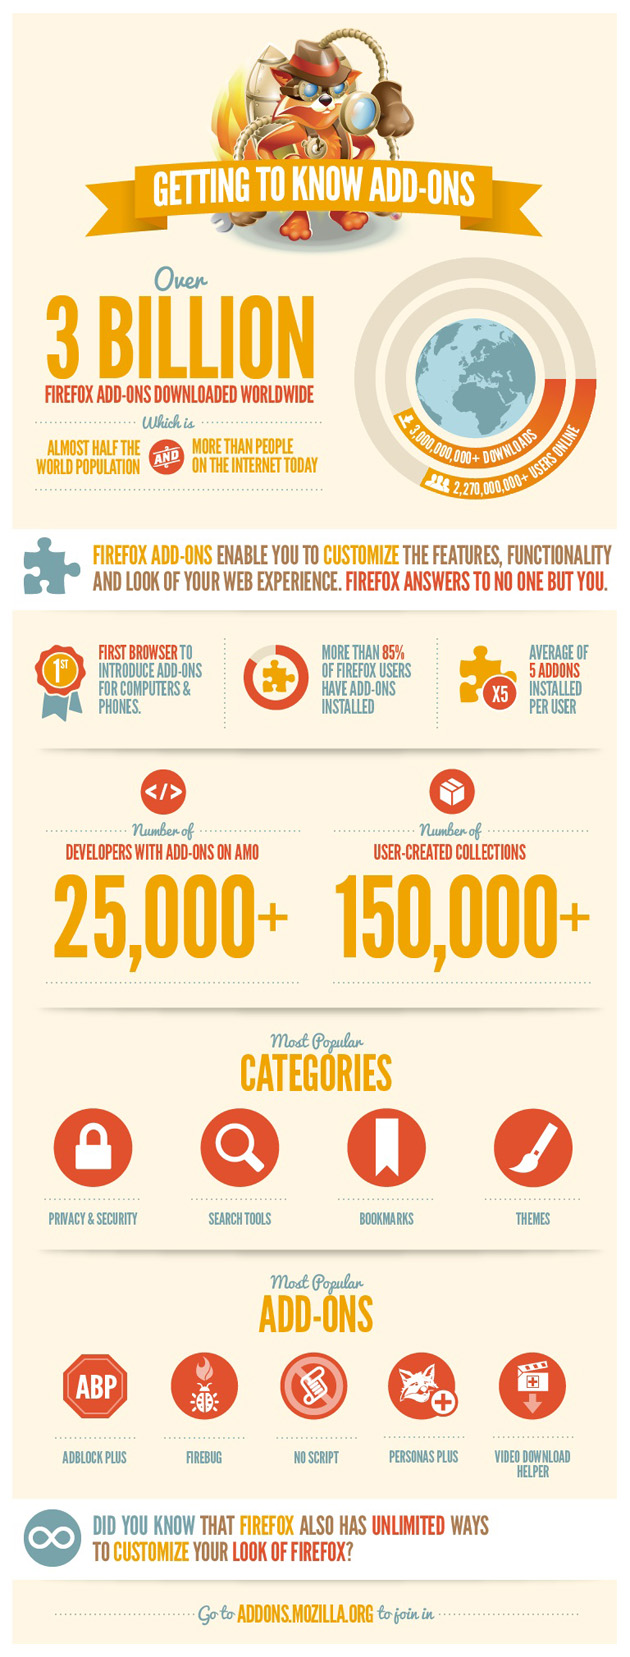 GETTING TO KNOW ADD-ONS
Over
3 BILLION
FIREFOX ADD-ONS DOWNLOADED WORLDWIDE
Which is
ALMOST HALF THE
WORLD POPULATION
AND
MORE THAN PEOPLE
ON THE INTERNET TODAY
3,000,000,000+ DOWNLOADS
2,270,000,000+ USERS ONLINE
FIREFOX ADD-ONS ENABLE YOU TO CUSTOMIZE THE FEATURES, FUNCTIONALITY
AND LOOK OF YOUR WEB EXPERIENCE. FIREFOX ANSWERS TO NO ONE BUT YOU.
1ST
FIRST BROWSER TO
INTRODUCE ADD-ONS
FOR COMPUTERS &
PHONES.
MORE THAN 85%
OF FIREFOX USERS
HAVE ADD-ONS
INSTALLED
X5
AVERAGE OF
5 ADDONS
INSTALLED
PER USER
</>
Number of
DEVELOPERS WITH ADD-ONS ON AMO
25,000+
Number of
USER-CREATED COLLECTIONS
150,000+
Most Popular
CATEGORIES
PRIVACY & SECURITY
SEARCH TOOLS
BOOKMARKS
THEMES
Most Popular
ADD-ONS
ABP
ADBLOCK PLUS
FIREBUG
NO SCRIPT
PERSONAS PLUS
VIDEO DOWNLOAD
HELPER
DID YOU KNOW THAT FIREFOX ALSO HAS UNLIMITED WAYS
TO CUSTOMIZE YOUR LOOK OF FIREFOX?
Go to ADDONS.MOZILLA.ORG to join in